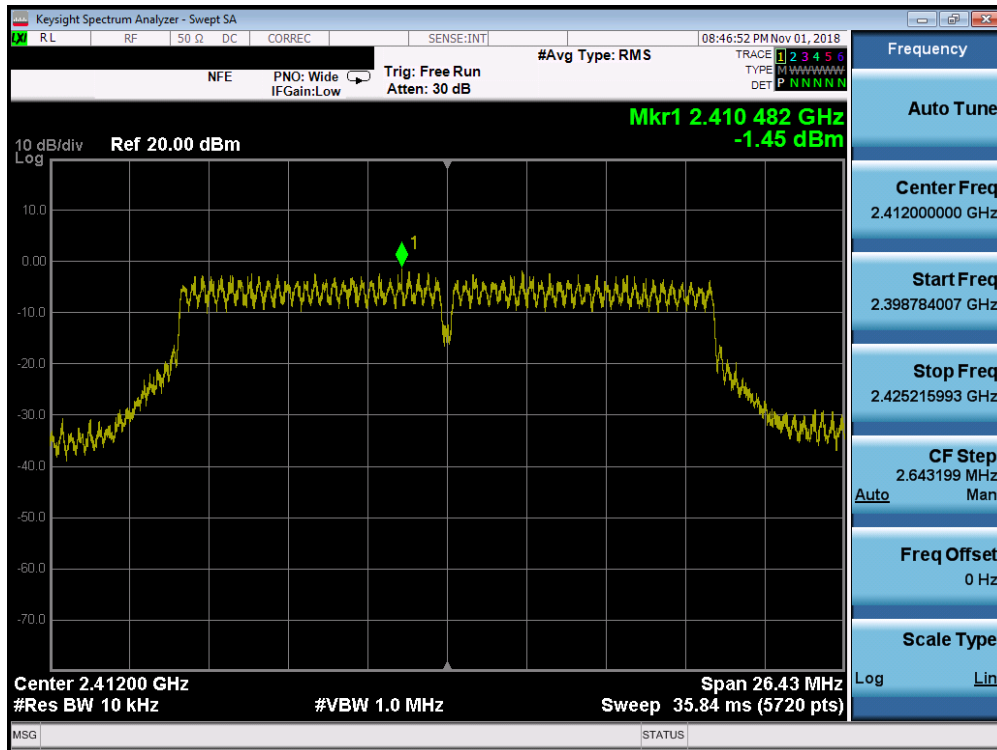 Keysight Spectrum Analyzer - Swept SA
LXI RL RF 50 Ω DC CORREC SENSE:INT 08:46:52 PM Nov 01, 2018
#Avg Type: RMS TRACE 1 2 3 4 5 6
NFE PNO: Wide Trig: Free Run TYPE M W W W W W
IFGain:Low Atten: 30 dB DET P N N N N N
Mkr1 2.410 482 GHz
-1.45 dBm
10 dB/div Ref 20.00 dBm
Log
10.0
1
0.00
-10.0
-20.0
-30.0
-40.0
-50.0
-60.0
-70.0
Center 2.41200 GHz Span 26.43 MHz
#Res BW 10 kHz #VBW 1.0 MHz Sweep 35.84 ms (5720 pts)
MSG STATUS
Frequency
Auto Tune
Center Freq
2.412000000 GHz
Start Freq
2.398784007 GHz
Stop Freq
2.425215993 GHz
CF Step
2.643199 MHz
Auto Man
Freq Offset
0 Hz
Scale Type
Log Lin